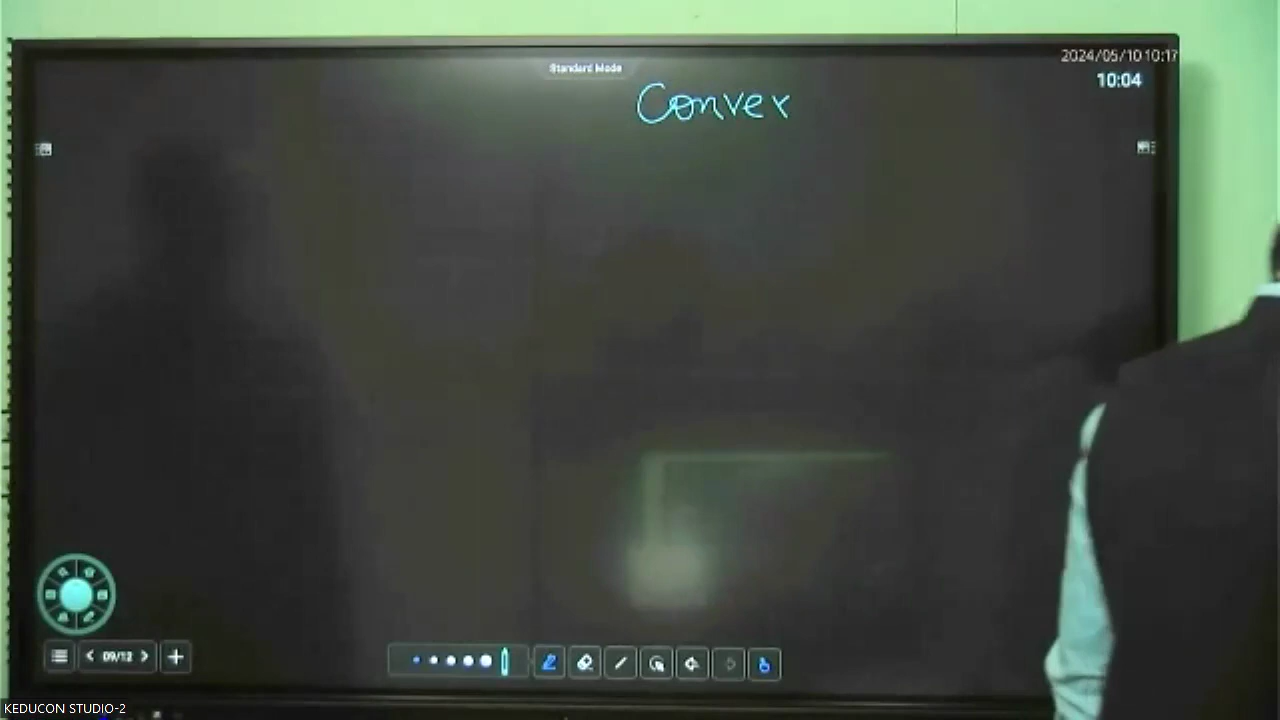 2024/05/10 10:17
Standard Mode
10:04
Convex
09/12
KEDUCON STUDIO-2